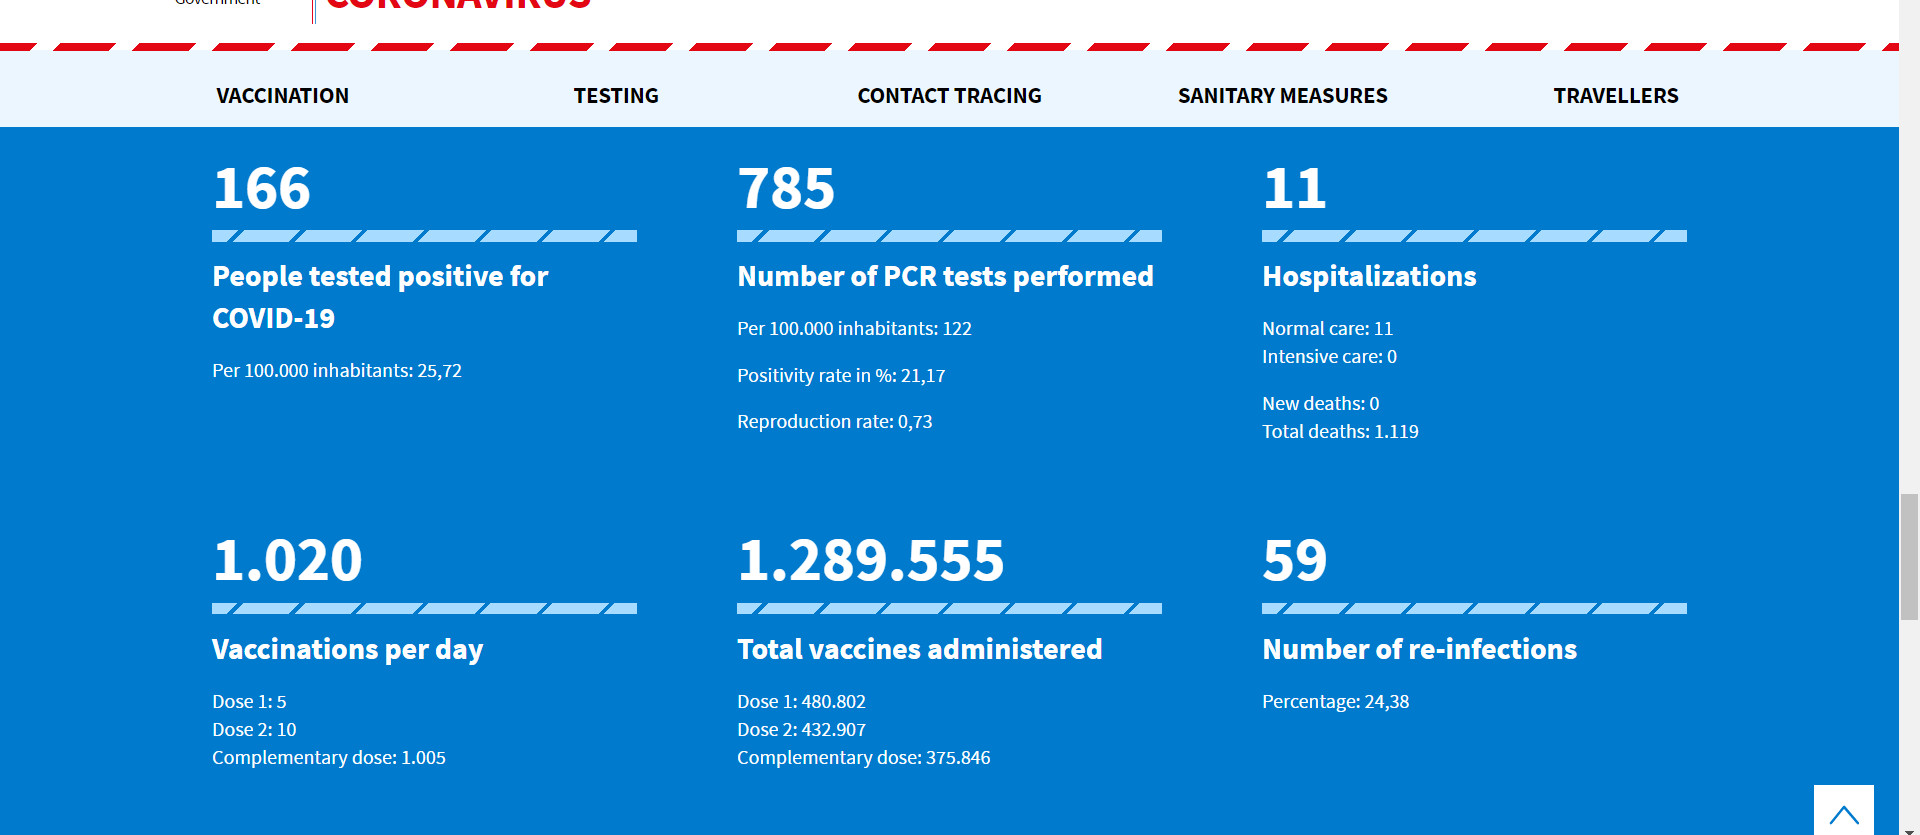 Government
CORONAVIRUS
VACCINATION
TESTING
CONTACT TRACING
SANITARY MEASURES
TRAVELLERS
166
People tested positive for
COVID-19
Per 100.000 inhabitants: 25,72
785
Number of PCR tests performed
Per 100.000 inhabitants: 122
Positivity rate in %: 21,17
Reproduction rate: 0,73
11
Hospitalizations
Normal care: 11
Intensive care: 0
New deaths: 0
Total deaths: 1.119
1.020
Vaccinations per day
Dose 1: 5
Dose 2: 10
Complementary dose: 1.005
1.289.555
Total vaccines administered
Dose 1: 480.802
Dose 2: 432.907
Complementary dose: 375.846
59
Number of re-infections
Percentage: 24,38